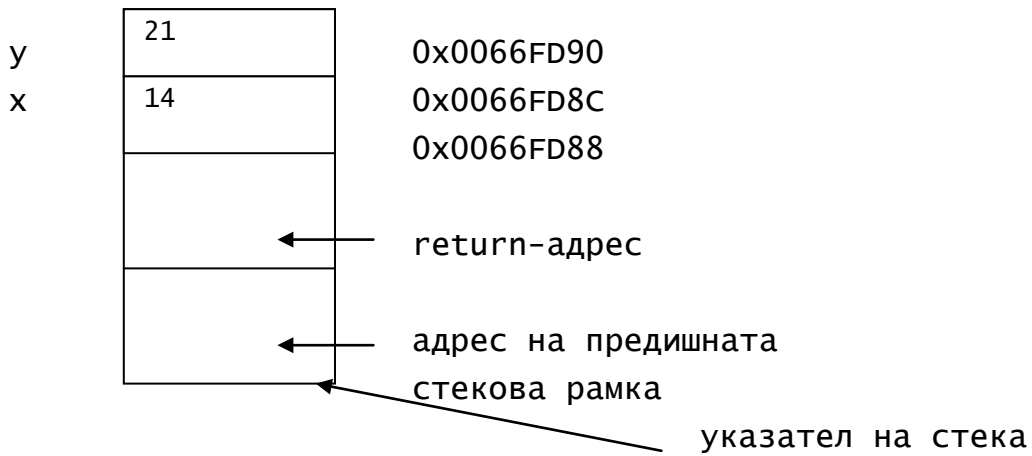 21
y 0x0066FD90
x 14 0x0066FD8C
0x0066FD88
return-адрес
адрес на предишната
стекова рамка
указател на стека